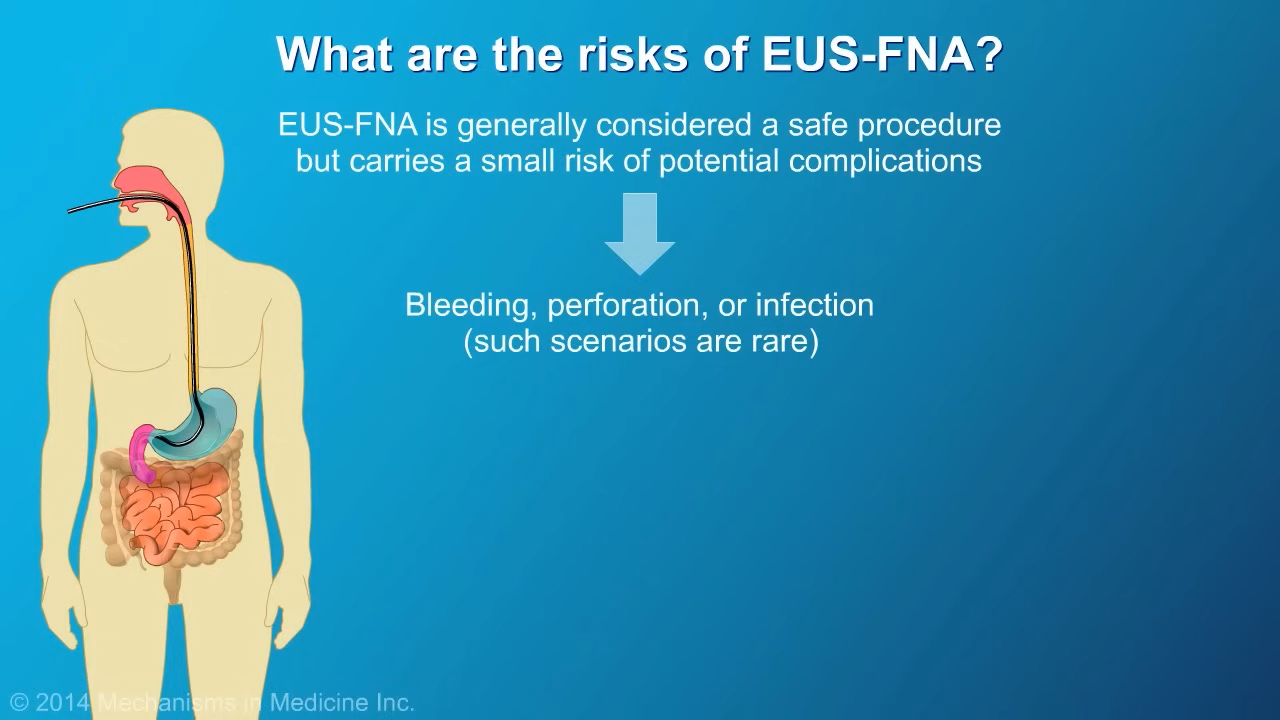 What are the risks of EUS-FNA?
EUS-FNA is generally considered a safe procedure
but carries a small risk of potential complications
Bleeding, perforation, or infection
(such scenarios are rare)
© 2014 Mechanisms in Medicine Inc.